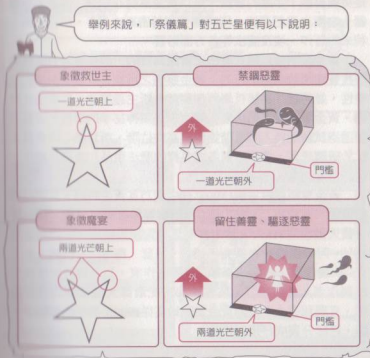 舉例來說，「祭儀篇」對五芒星便有以下說明：
象徵救世主
一道光芒朝上
禁錮惡靈
外
一道光芒朝外
門檻
象徵魔宴
兩道光芒朝上
留住善靈、驅逐惡靈
外
兩道光芒朝外
門檻